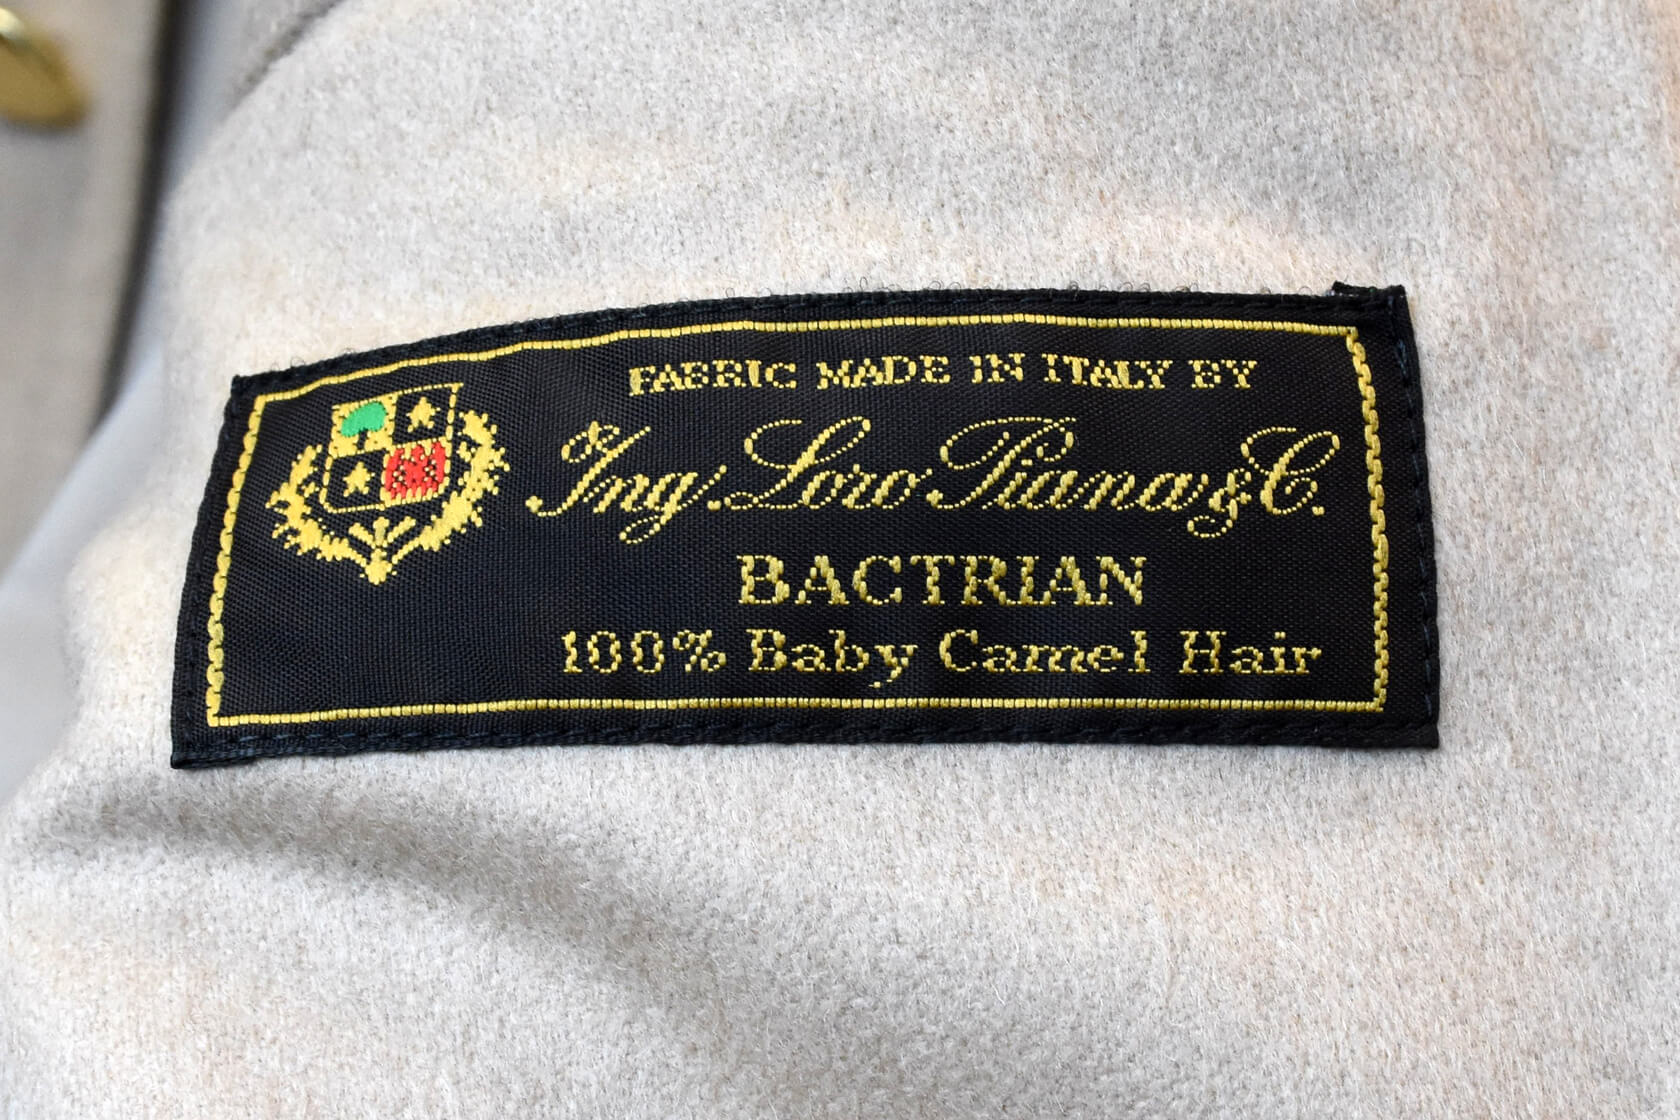 FABRIC MADE IN ITALY BY
Ing. Loro Piana & C.
BACTRIAN
100% Baby Camel Hair